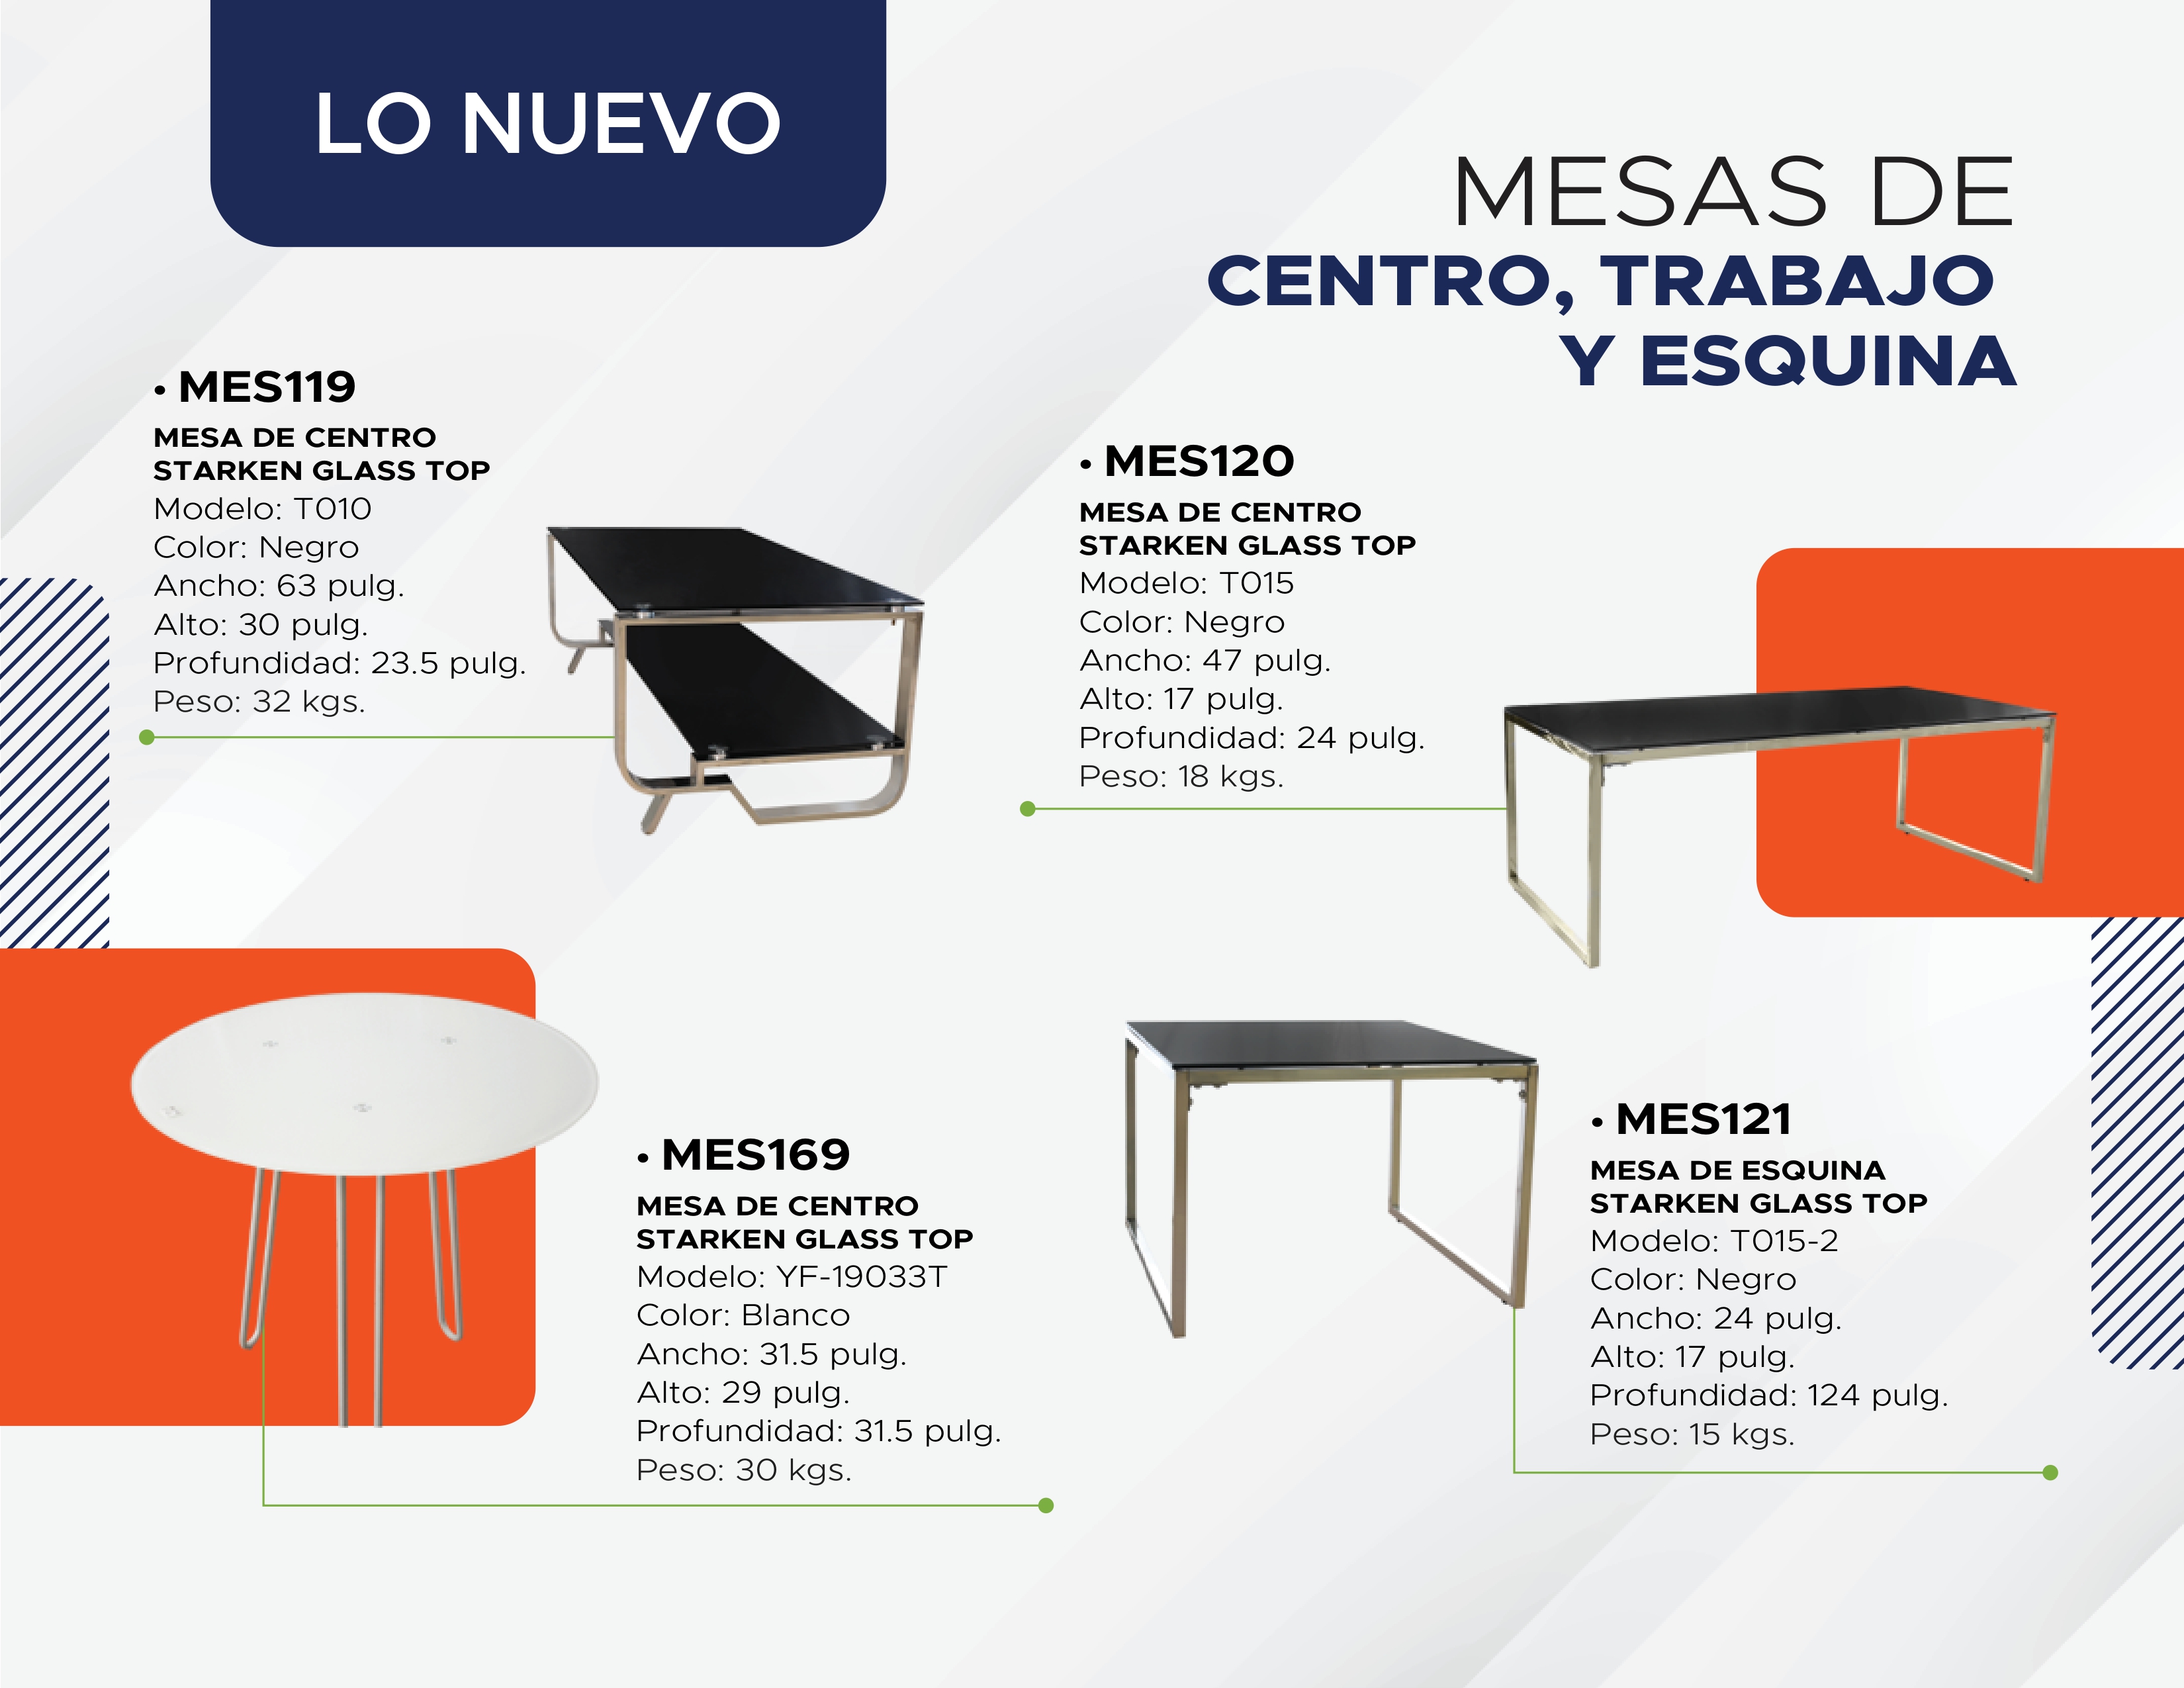 LO NUEVO
MESAS DE
CENTRO, TRABAJO
Y ESQUINA
• MES119
MESA DE CENTRO
STARKEN GLASS TOP
Modelo: T010
Color: Negro
Ancho: 63 pulg.
Alto: 30 pulg.
Profundidad: 23.5 pulg.
Peso: 32 kgs.
• MES120
MESA DE CENTRO
STARKEN GLASS TOP
Modelo: T015
Color: Negro
Ancho: 47 pulg.
Alto: 17 pulg.
Profundidad: 24 pulg.
Peso: 18 kgs.
• MES169
MESA DE CENTRO
STARKEN GLASS TOP
Modelo: YF-19033T
Color: Blanco
Ancho: 31.5 pulg.
Alto: 29 pulg.
Profundidad: 31.5 pulg.
Peso: 30 kgs.
• MES121
MESA DE ESQUINA
STARKEN GLASS TOP
Modelo: T015-2
Color: Negro
Ancho: 24 pulg.
Alto: 17 pulg.
Profundidad: 124 pulg.
Peso: 15 kgs.